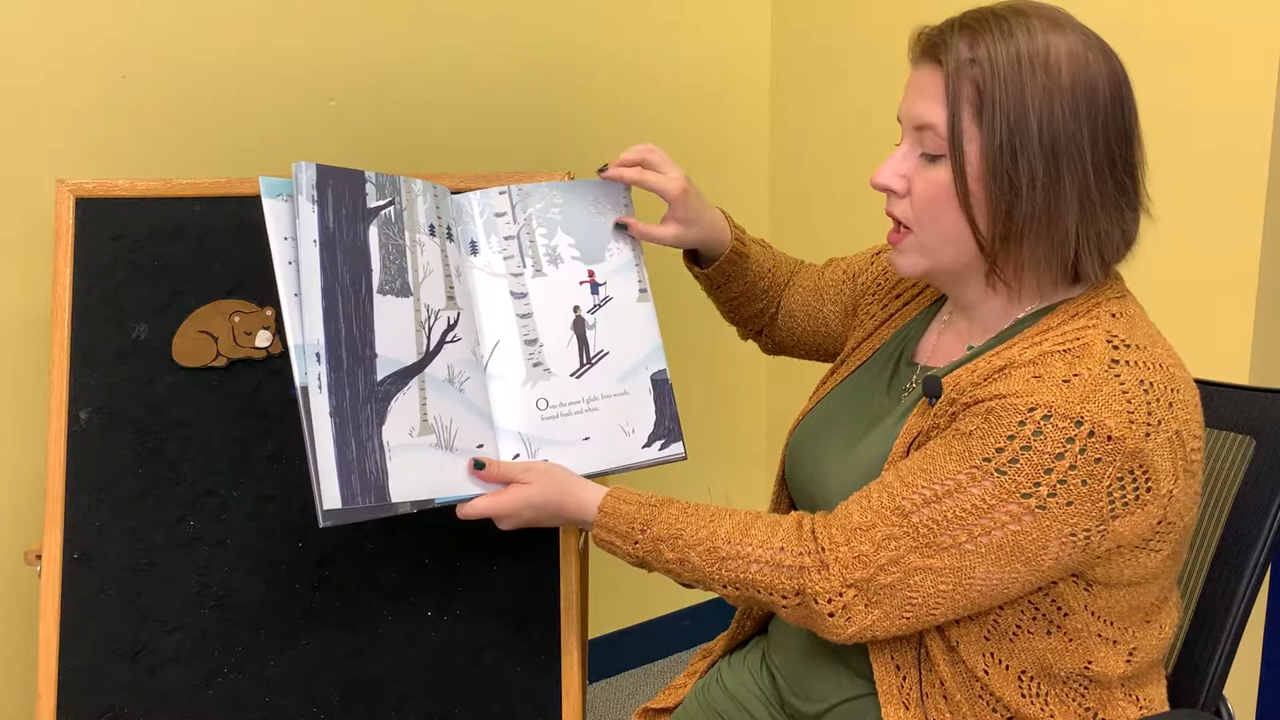 Over the snow I glide. Into woods,
frosted fresh and white.